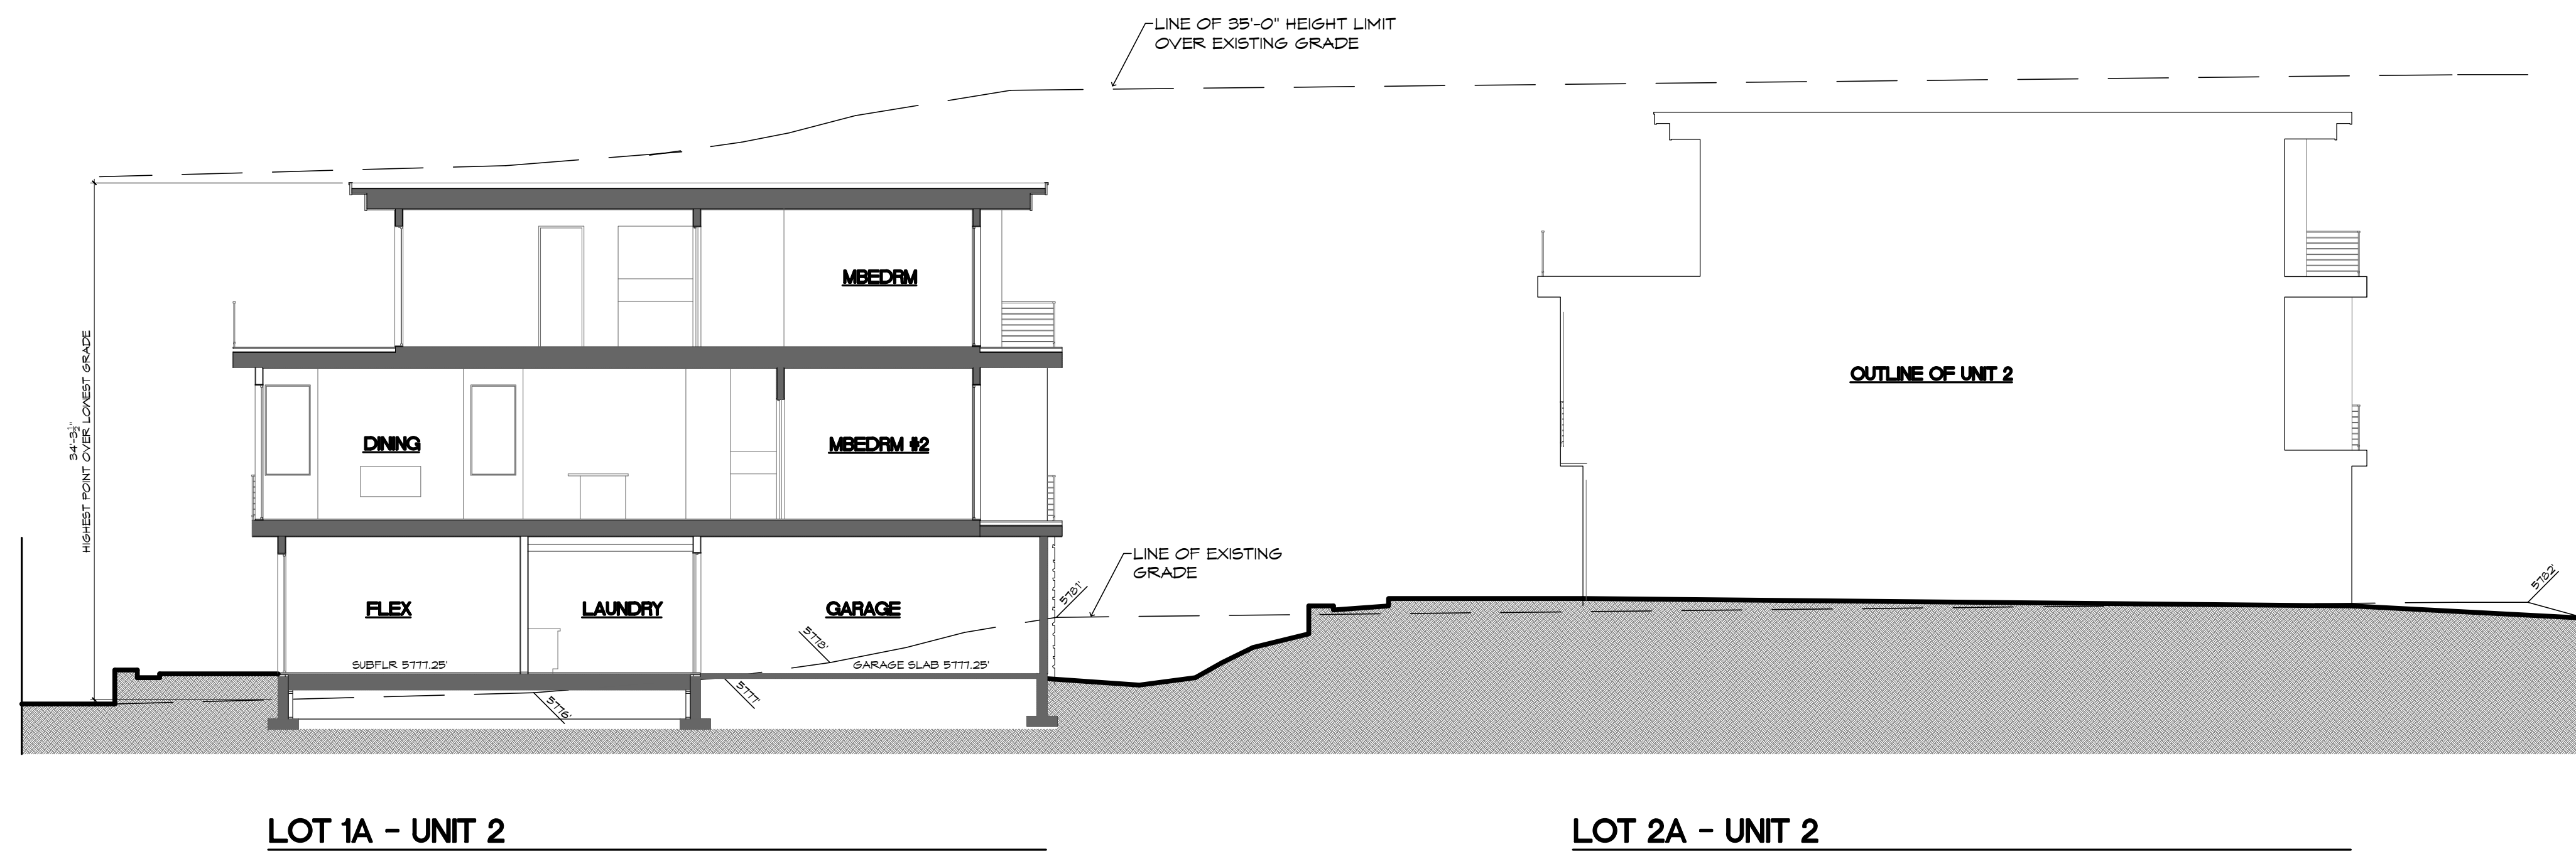 LINE OF 35'-0" HEIGHT LIMIT
OVER EXISTING GRADE
34'-3½"
HIGHEST POINT OVER LOWEST GRADE
MBEDRM
DINING
MBEDRM #2
OUTLINE OF UNIT 2
LINE OF EXISTING
GRADE
FLEX
LAUNDRY
GARAGE
5781'
5782'
5778'
SUBFLR 5777.25'
GARAGE SLAB 5777.25'
5776'
5777'
LOT 1A - UNIT 2
LOT 2A - UNIT 2